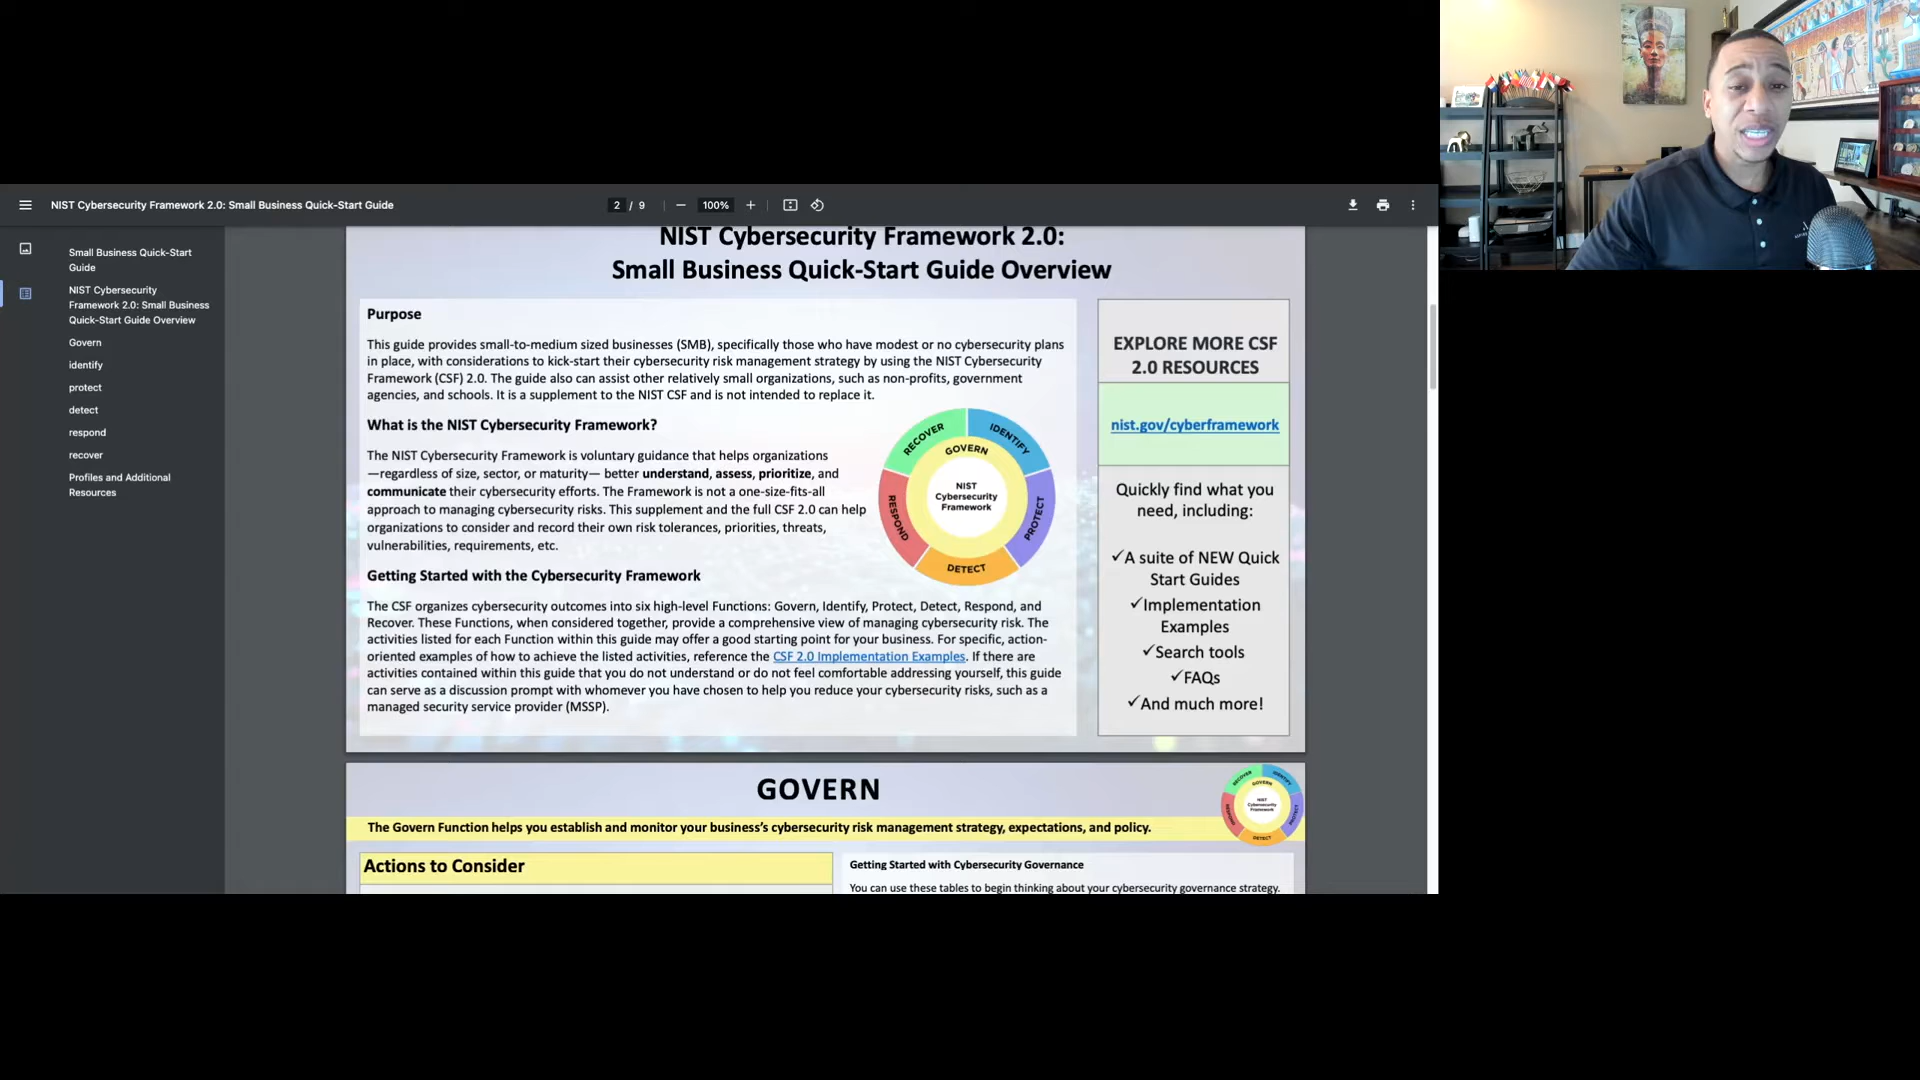 NIST Cybersecurity Framework 2.0: Small Business Quick-Start Guide
2 / 9
100%
Small Business Quick-Start
Guide
NIST Cybersecurity
Framework 2.0: Small Business
Quick-Start Guide Overview
Govern
identify
protect
detect
respond
recover
Profiles and Additional
Resources
NIST Cybersecurity Framework 2.0:
Small Business Quick-Start Guide Overview
Purpose
This guide provides small-to-medium sized businesses (SMB), specifically those who have modest or no cybersecurity plans
in place, with considerations to kick-start their cybersecurity risk management strategy by using the NIST Cybersecurity
Framework (CSF) 2.0. The guide also can assist other relatively small organizations, such as non-profits, government
agencies, and schools. It is a supplement to the NIST CSF and is not intended to replace it.
What is the NIST Cybersecurity Framework?
The NIST Cybersecurity Framework is voluntary guidance that helps organizations
—regardless of size, sector, or maturity— better understand, assess, prioritize, and
communicate their cybersecurity efforts. The Framework is not a one-size-fits-all
approach to managing cybersecurity risks. This supplement and the full CSF 2.0 can help
organizations to consider and record their own risk tolerances, priorities, threats,
vulnerabilities, requirements, etc.
RECOVER
IDENTIFY
GOVERN
NIST
Cybersecurity
Framework
RESPOND
PROTECT
DETECT
Getting Started with the Cybersecurity Framework
The CSF organizes cybersecurity outcomes into six high-level Functions: Govern, Identify, Protect, Detect, Respond, and
Recover. These Functions, when considered together, provide a comprehensive view of managing cybersecurity risk. The
activities listed for each Function within this guide may offer a good starting point for your business. For specific, action-
oriented examples of how to achieve the listed activities, reference the CSF 2.0 Implementation Examples. If there are
activities contained within this guide that you do not understand or do not feel comfortable addressing yourself, this guide
can serve as a discussion prompt with whomever you have chosen to help you reduce your cybersecurity risks, such as a
managed security service provider (MSSP).
EXPLORE MORE CSF
2.0 RESOURCES
nist.gov/cyberframework
Quickly find what you
need, including:
✓A suite of NEW Quick
Start Guides
✓Implementation
Examples
✓Search tools
✓FAQs
✓And much more!
GOVERN
RECOVER
IDENTIFY
GOVERN
NIST
Cybersecurity
Framework
RESPOND
PROTECT
DETECT
The Govern Function helps you establish and monitor your business's cybersecurity risk management strategy, expectations, and policy.
Actions to Consider
Getting Started with Cybersecurity Governance
You can use these tables to begin thinking about your cybersecurity governance strategy.